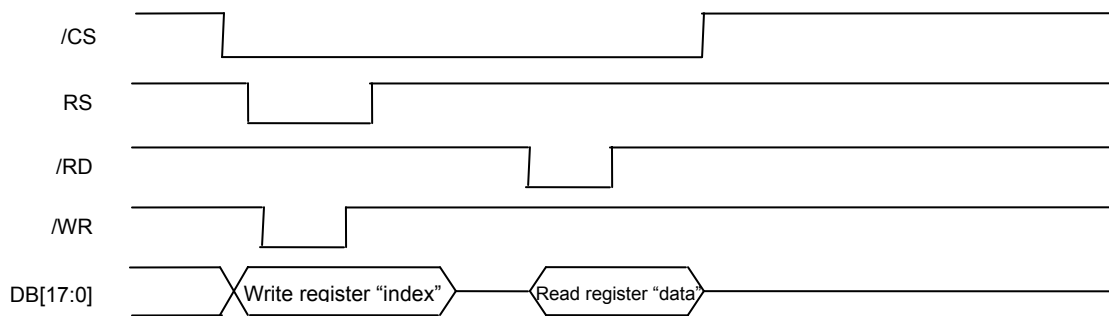 /CS
RS
/RD
/WR
DB[17:0] Write register “index” Read register “data”